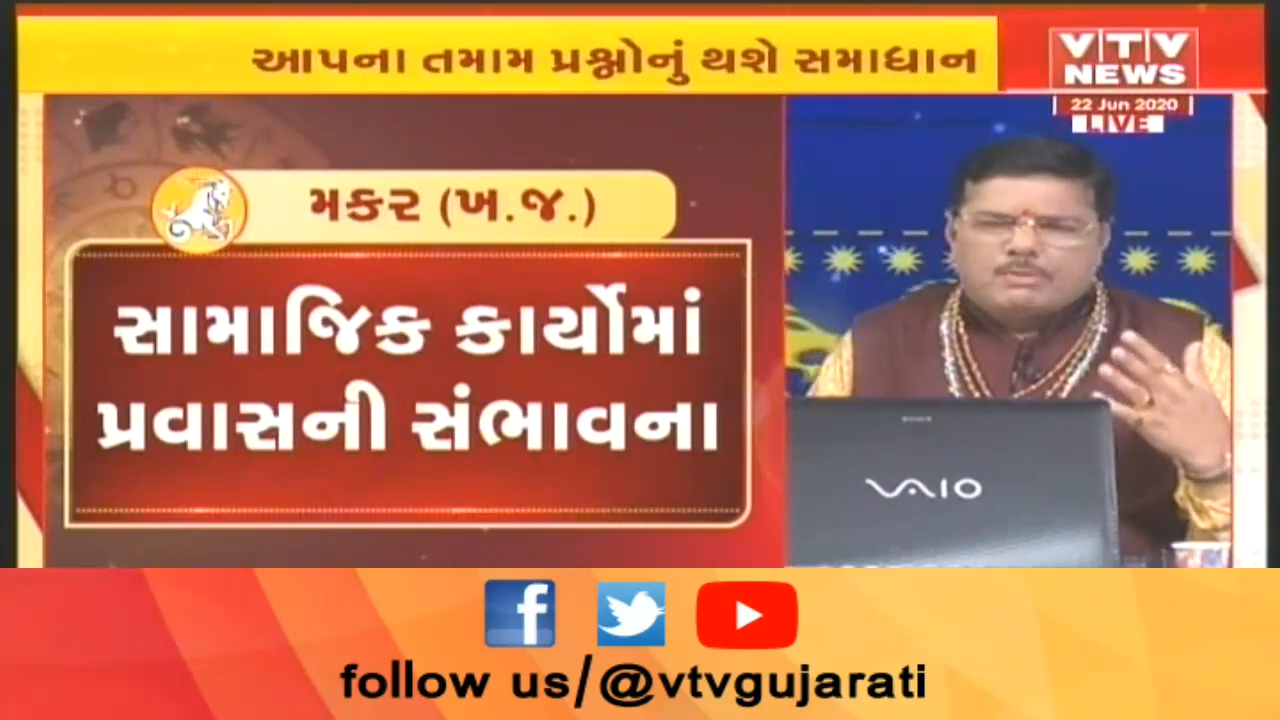 આપના તમામ પ્રશ્નોનું થશે સમાધાન
VTV
NEWS
22 Jun 2020
LIVE
મકર (ખ.જ.)
સામાજિક કાર્યોમાં
પ્રવાસની સંભાવના
VAIO
follow us/@vtvgujarati